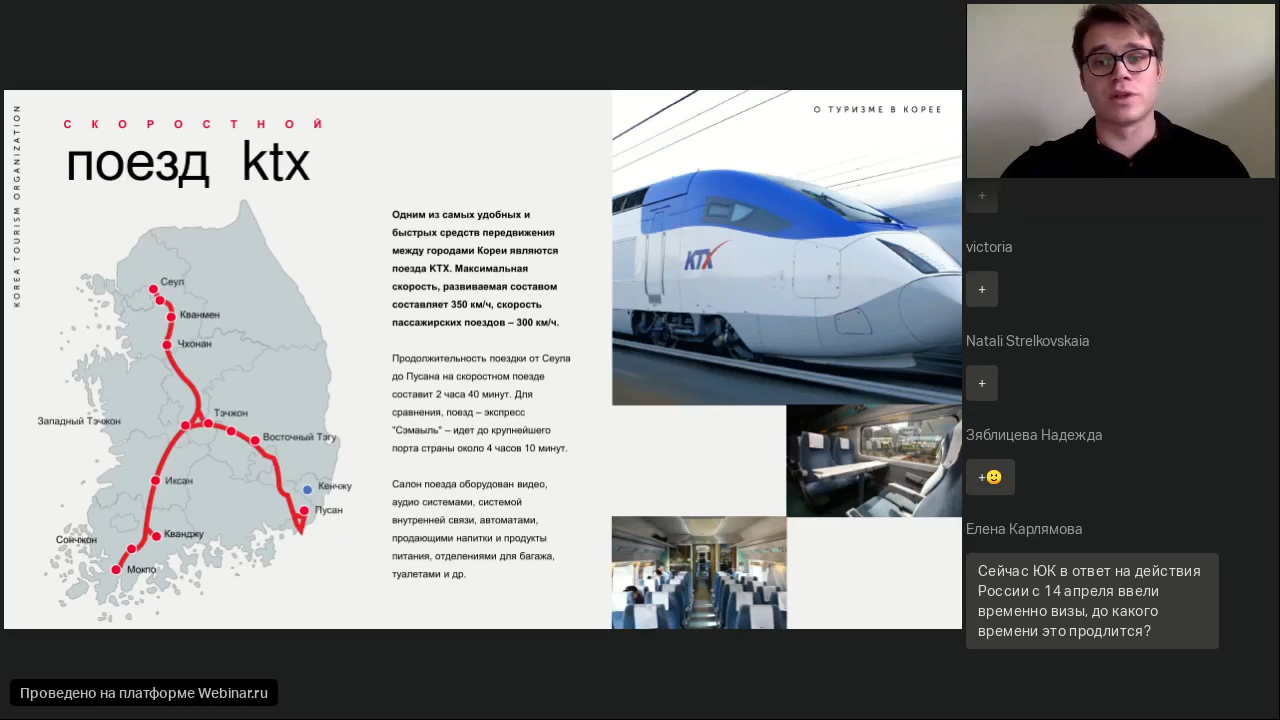 KOREA TOURISM ORGANIZATION
СКОРОСТНОЙ
поезд ktx
Сеул
Кванмен
Чхонан
Тэчжон
Западный Тэчжон
Восточный Тэгу
Иксан
Кенчжу
Пусан
Кванджу
Сончжон
Мокпо
Одним из самых удобных и
быстрых средств передвижения
между городами Кореи являются
поезда KTX. Максимальная
скорость, развиваемая составом
составляет 350 км/ч, скорость
пассажирских поездов – 300 км/ч.
Продолжительность поездки от Сеула
до Пусана на скоростном поезде
составит 2 часа 40 минут. Для
сравнения, поезд – экспресс
"Сэмаыль" – идет до крупнейшего
порта страны около 4 часов 10 минут.
Салон поезда оборудован видео,
аудио системами, системой
внутренней связи, автоматами,
продающими напитки и продукты
питания, отделениями для багажа,
туалетами и др.
О ТУРИЗМЕ В КОРЕЕ
KTX
+
victoria
+
Natali Strelkovskaia
+
Зяблицева Надежда
+🙂
Елена Карлямова
Сейчас ЮК в ответ на действия
России с 14 апреля ввели
временно визы, до какого
времени это продлится?
Проведено на платформе Webinar.ru